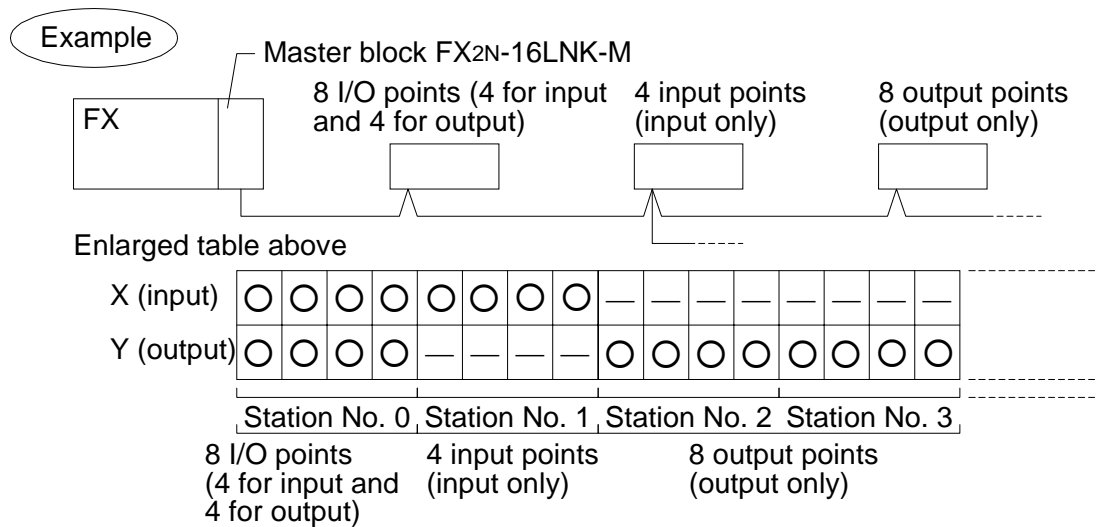 Example
Master block FX2N-16LNK-M
8 I/O points (4 for input
and 4 for output)
4 input points
(input only)
8 output points
(output only)
FX
Enlarged table above
X (input)
Y (output)
Station No. 0 Station No. 1 Station No. 2 Station No. 3
8 I/O points
(4 for input and
4 for output)
4 input points
(input only)
8 output points
(output only)